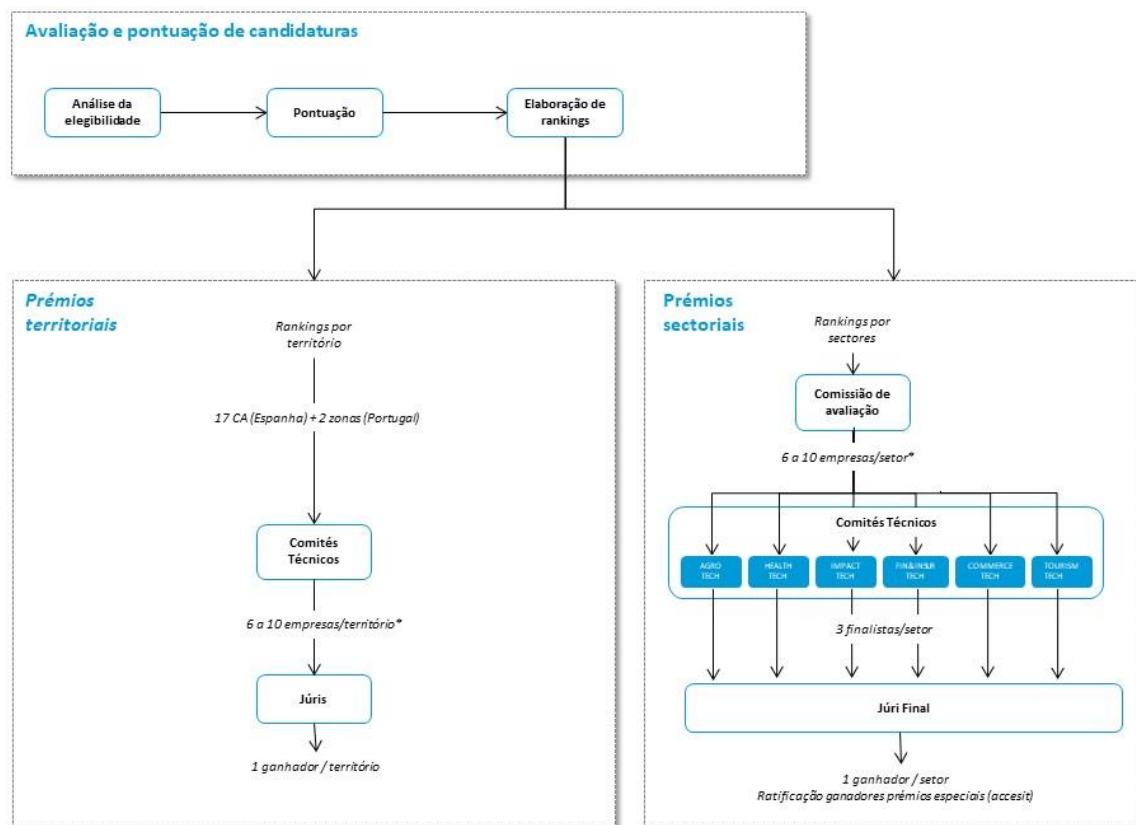 Avaliação e pontuação de candidaturas
Análise da
elegibilidade
Pontuação
Elaboração de
rankings
Prémios
territoriais
Rankings por
território
17 CA (Espanha) + 2 zonas (Portugal)
Comités
Técnicos
6 a 10 empresas/território*
Júris
1 ganhador / território
Prémios
sectoriais
Rankings por
sectores
Comissião de
avaliação
6 a 10 empresas/setor*
Comités Técnicos
AGRO
TECH
HEALTH
TECH
IMPACT
TECH
FIN&INSUR
TECH
COMMERCE
TECH
TOURISM
TECH
3 finalistas/setor
Júri Final
1 ganhador / setor
Ratificação ganadores prémios especiais (accesit)